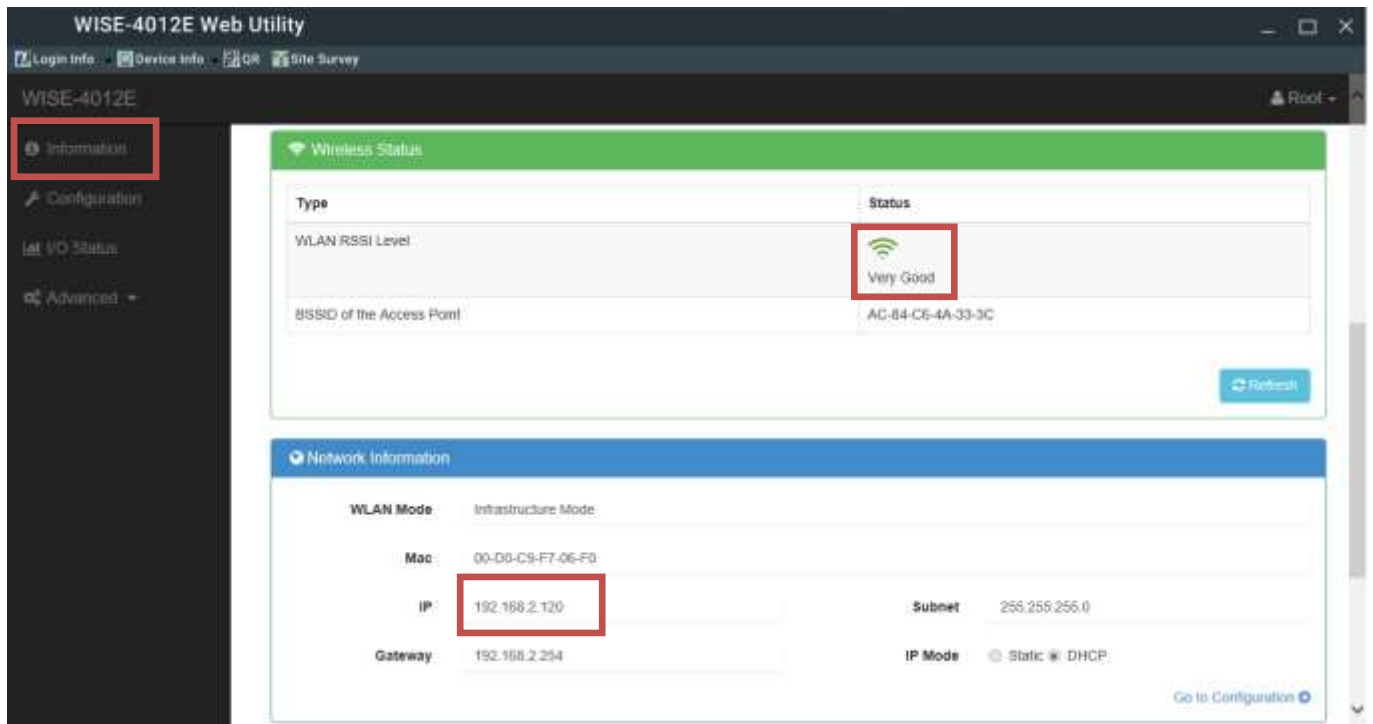 WISE-4012E Web Utility
Login Info Device Info QR Site Survey
WISE-4012E Root
Information
Configuration
I/O Status
Advanced
Wireless Status
Type Status
WLAN RSSI Level
Very Good
BSSID of the Access Point AC-84-C6-4A-33-3C
Refresh
Network Information
WLAN Mode Infrastructure Mode
Mac 00-D0-C9-F7-06-F0
IP 192.168.2.120 Subnet 255.255.255.0
Gateway 192.168.2.254 IP Mode Static DHCP
Go to Configuration